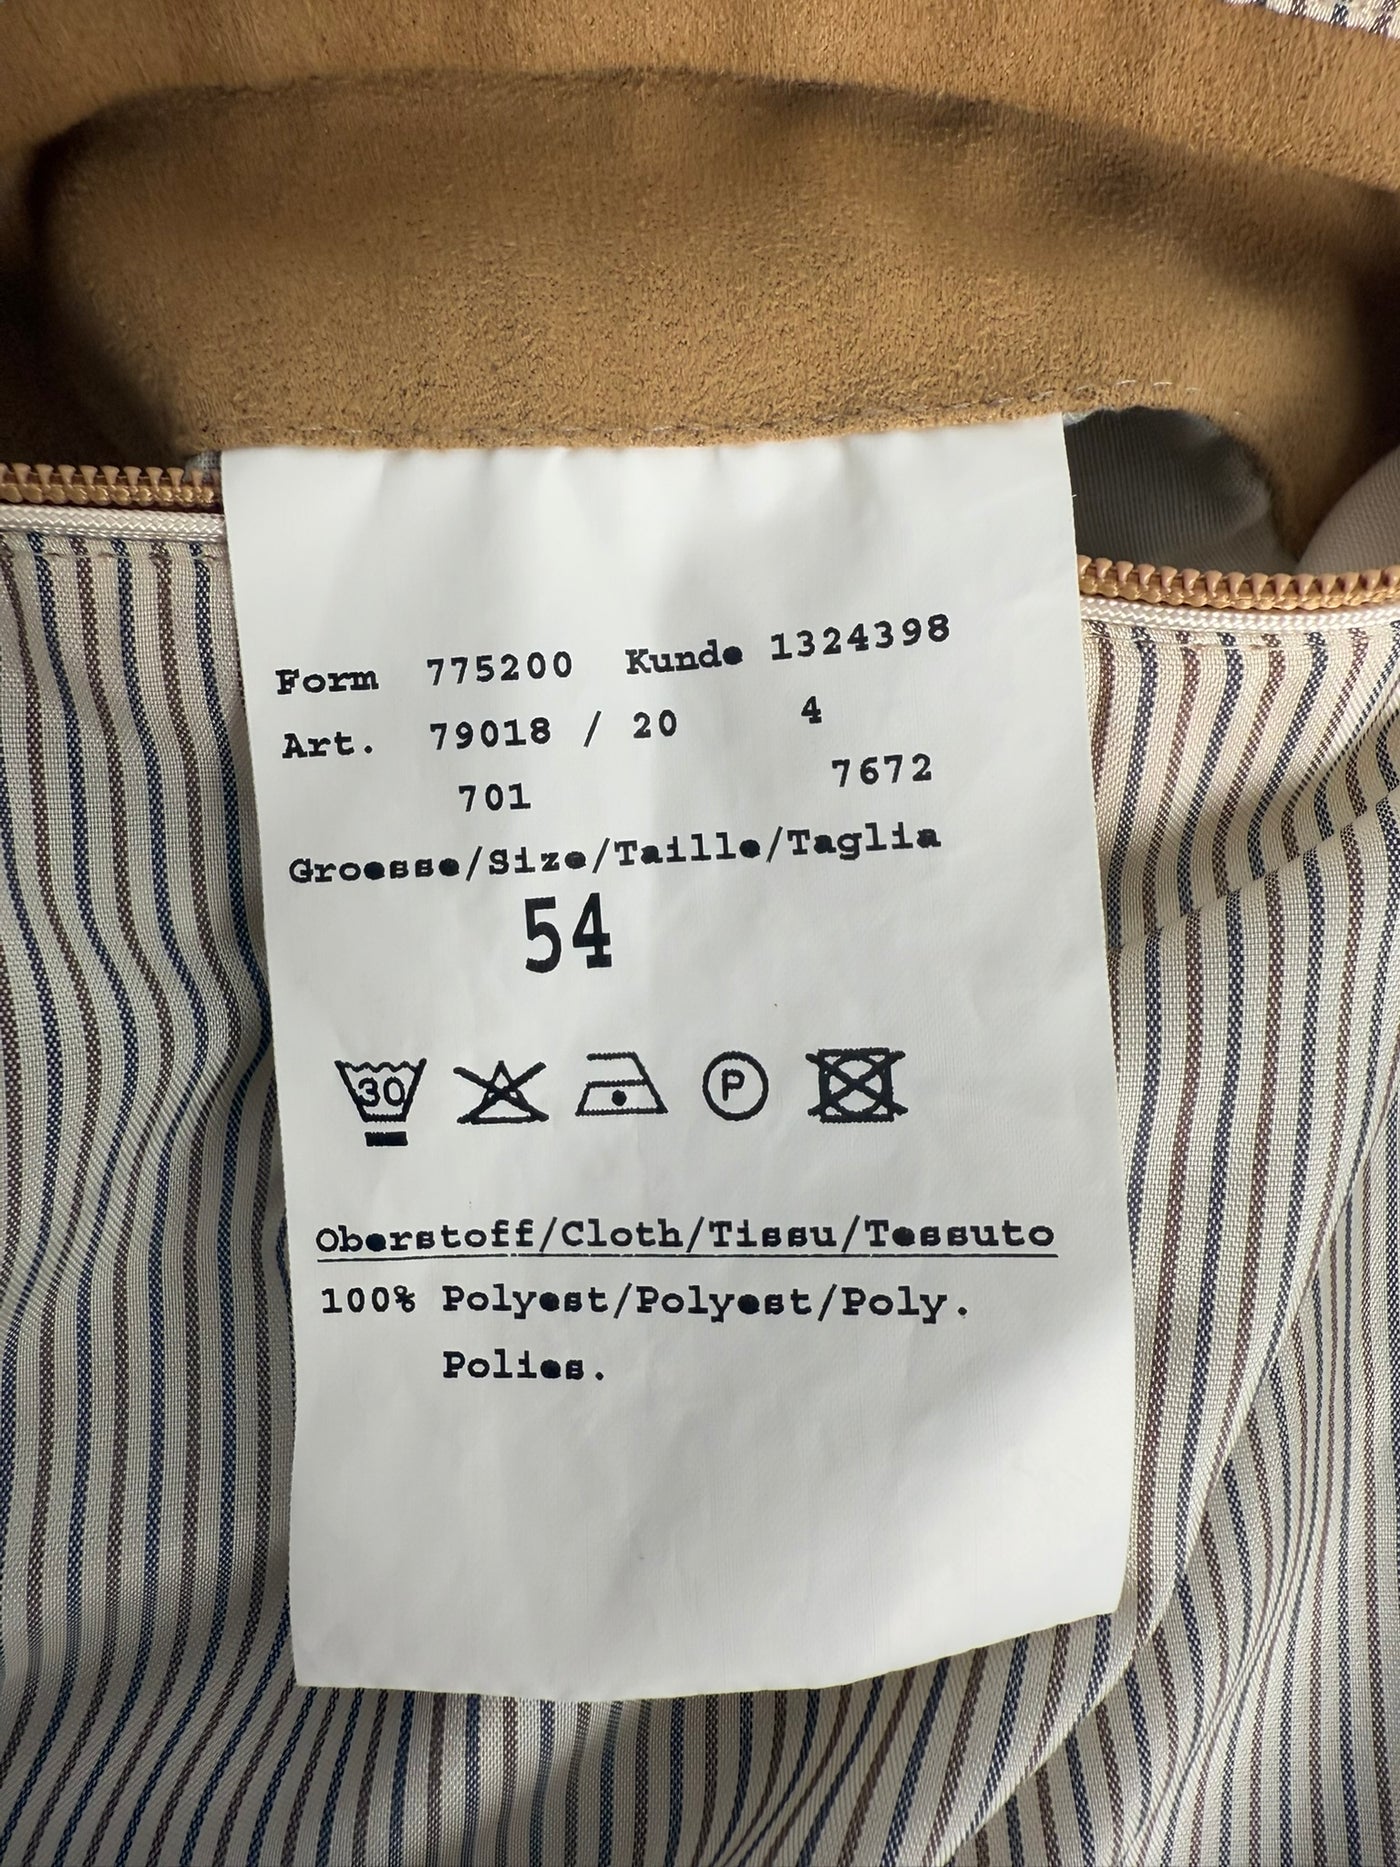 Form 775200 Kunde 1324398
Art. 79018 / 20 4
701 7672
Groesse/Size/Taille/Taglia
54
30 P
Oberstoff/Cloth/Tissu/Tessuto
100% Polyest/Polyest/Poly.
Polies.